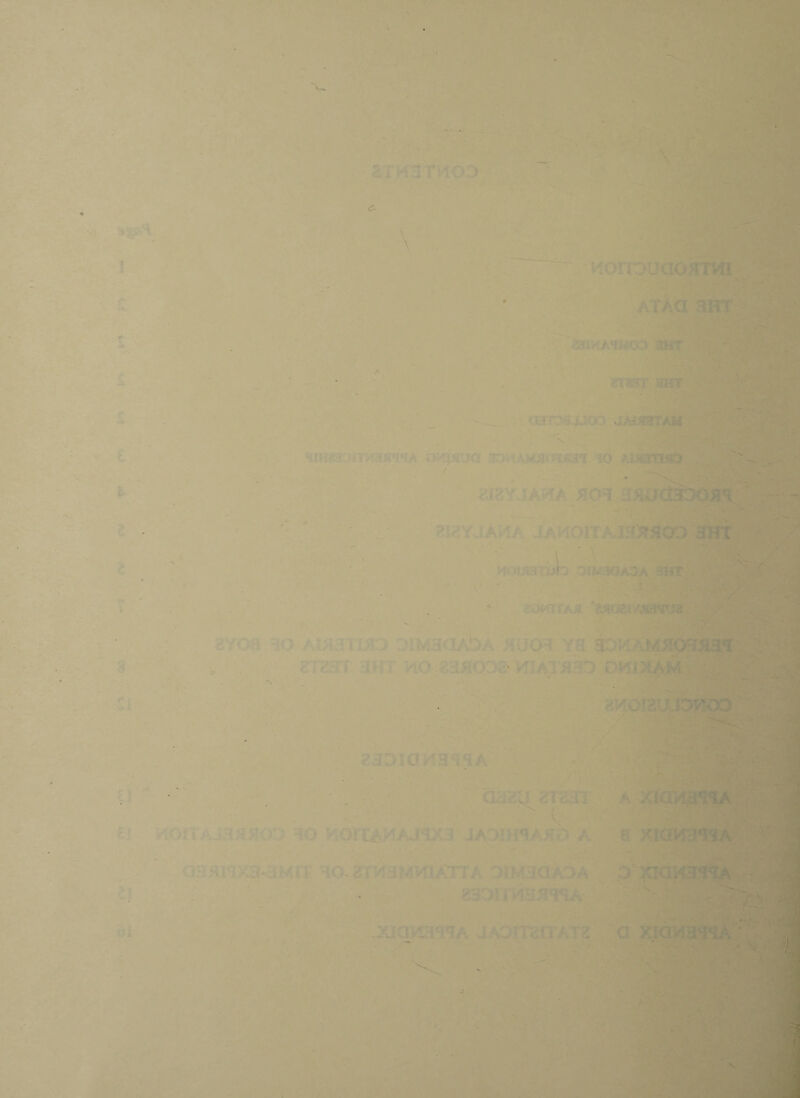 CONTENTS
Page
INTRODUCTION 1
THE DATA 2
THE COMPANIES 2
THE TESTS 2
MATERIAL COLLECTED 2
CRITERIA OF PERFORMANCE DURING APPRENTICESHIP 3
PROCEDURE FOR ANALYSIS 4
THE CORRELATIONAL ANALYSIS 5
THE ACADEMIC CRITERION 5
SUPERVISORS' RATINGS 7
PERFORMANCE BY FOUR ACADEMIC CRITERIA OF BOYS
MAKING CERTAIN SCORES ON THE TESTS 8
CONCLUSIONS 12
APPENDICES
APPENDIX A TESTS USED 13
APPENDIX B A GRAPHICAL EXPLANATION OF CORRELATION 13
APPENDIX C ACADEMIC ATTAINMENTS OF TIME-EXPIRED
APPRENTICES 15
APPENDIX D STATISTICAL APPENDIX. 16